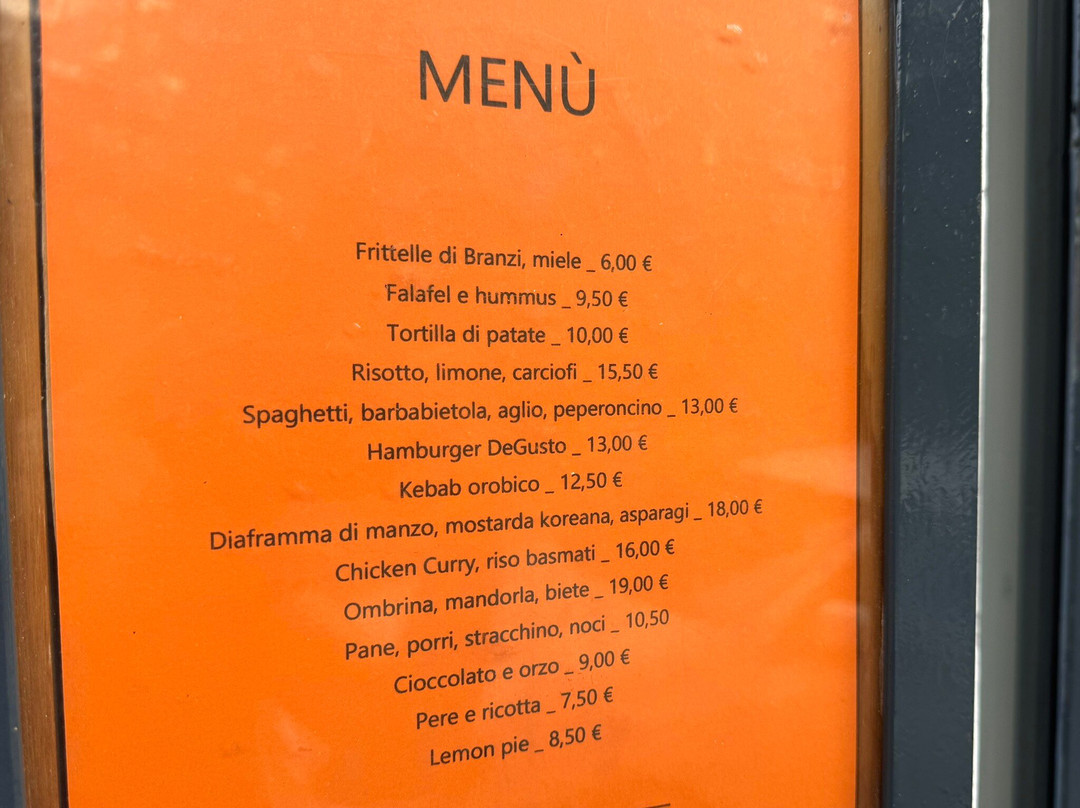 MENÙ
Frittelle di Branzi, miele _ 6,00 €
Falafel e hummus _ 9,50 €
Tortilla di patate _ 10,00 €
Risotto, limone, carciofi _ 15,50 €
Spaghetti, barbabietola, aglio, peperoncino _ 13,00 €
Hamburger DeGusto _ 13,00 €
Kebab orobico _ 12,50 €
Diaframma di manzo, mostarda koreana, asparagi _ 18,00 €
Chicken Curry, riso basmati _ 16,00 €
Ombrina, mandorla, biete _ 19,00 €
Pane, porri, stracchino, noci _ 10,50
Cioccolato e orzo _ 9,00 €
Pere e ricotta _ 7,50 €
Lemon pie _ 8,50 €